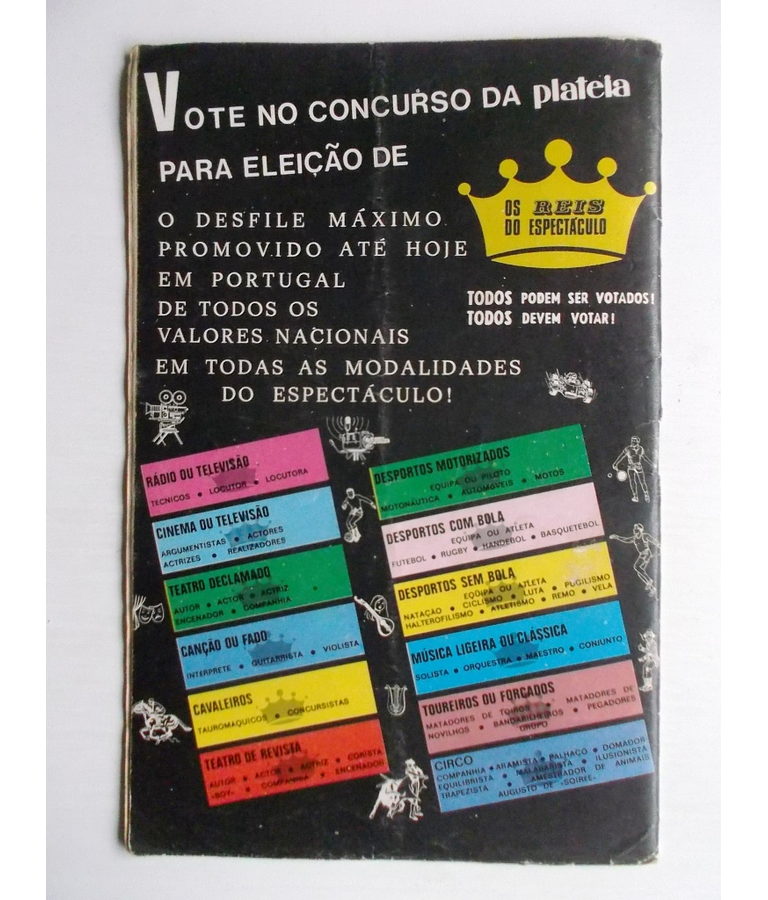 VOTE NO CONCURSO DA plateia
PARA ELEIÇÃO DE
OS REIS
DO ESPECTÁCULO
O DESFILE MÁXIMO
PROMOVIDO ATÉ HOJE
EM PORTUGAL
DE TODOS OS
VALORES NACIONAIS
EM TODAS AS MODALIDADES
DO ESPECTÁCULO!
TODOS PODEM SER VOTADOS!
TODOS DEVEM VOTAR!
RÁDIO OU TELEVISÃO
TECNICOS • LOCUTOR • LOCUTORA
CINEMA OU TELEVISÃO
ARGUMENTISTAS • ACTORES
ACTRIZES • REALIZADORES
TEATRO DECLAMADO
AUTOR • ACTOR • ACTRIZ
ENCENADOR • COMPANHIA
CANÇÃO OU FADO
INTERPRETE • GUITARRISTA • VIOLISTA
CAVALEIROS
TAUROMAQUICOS • CONCURSISTAS
TEATRO DE REVISTA
AUTOR • ACTOR • ACTRIZ • CORISTA
«BOY» • COMPANHIA • ENCENADOR
DESPORTOS MOTORIZADOS
EQUIPA OU PILOTO
MOTONÁUTICA • AUTOMÓVEIS • MOTOS
DESPORTOS COM BOLA
EQUIPA OU ATLETA
FUTEBOL • RUGBY • HANDEBOL • BASQUETEBOL
DESPORTOS SEM BOLA
EQUIPA OU ATLETA
NATAÇÃO • CICLISMO • LUTA • PUGILISMO
HALTEROFILISMO • ATLETISMO • REMO • VELA
MÚSICA LIGEIRA OU CLÁSSICA
SOLISTA • ORQUESTRA • MAESTRO • CONJUNTO
TOUREIROS OU FORCADOS
MATADORES DE TOIROS • MATADORES DE
NOVILHOS • BANDARILHEIROS • PEGADORES
GRUPO
CIRCO
COMPANHIA • ARAMISTA • PALHAÇO • DOMADOR
EQUILIBRISTA • MALABARISTA • ILUSIONISTA
TRAPEZISTA • AMESTRADOR DE ANIMAIS
AUGUSTO DE «SOIREE»